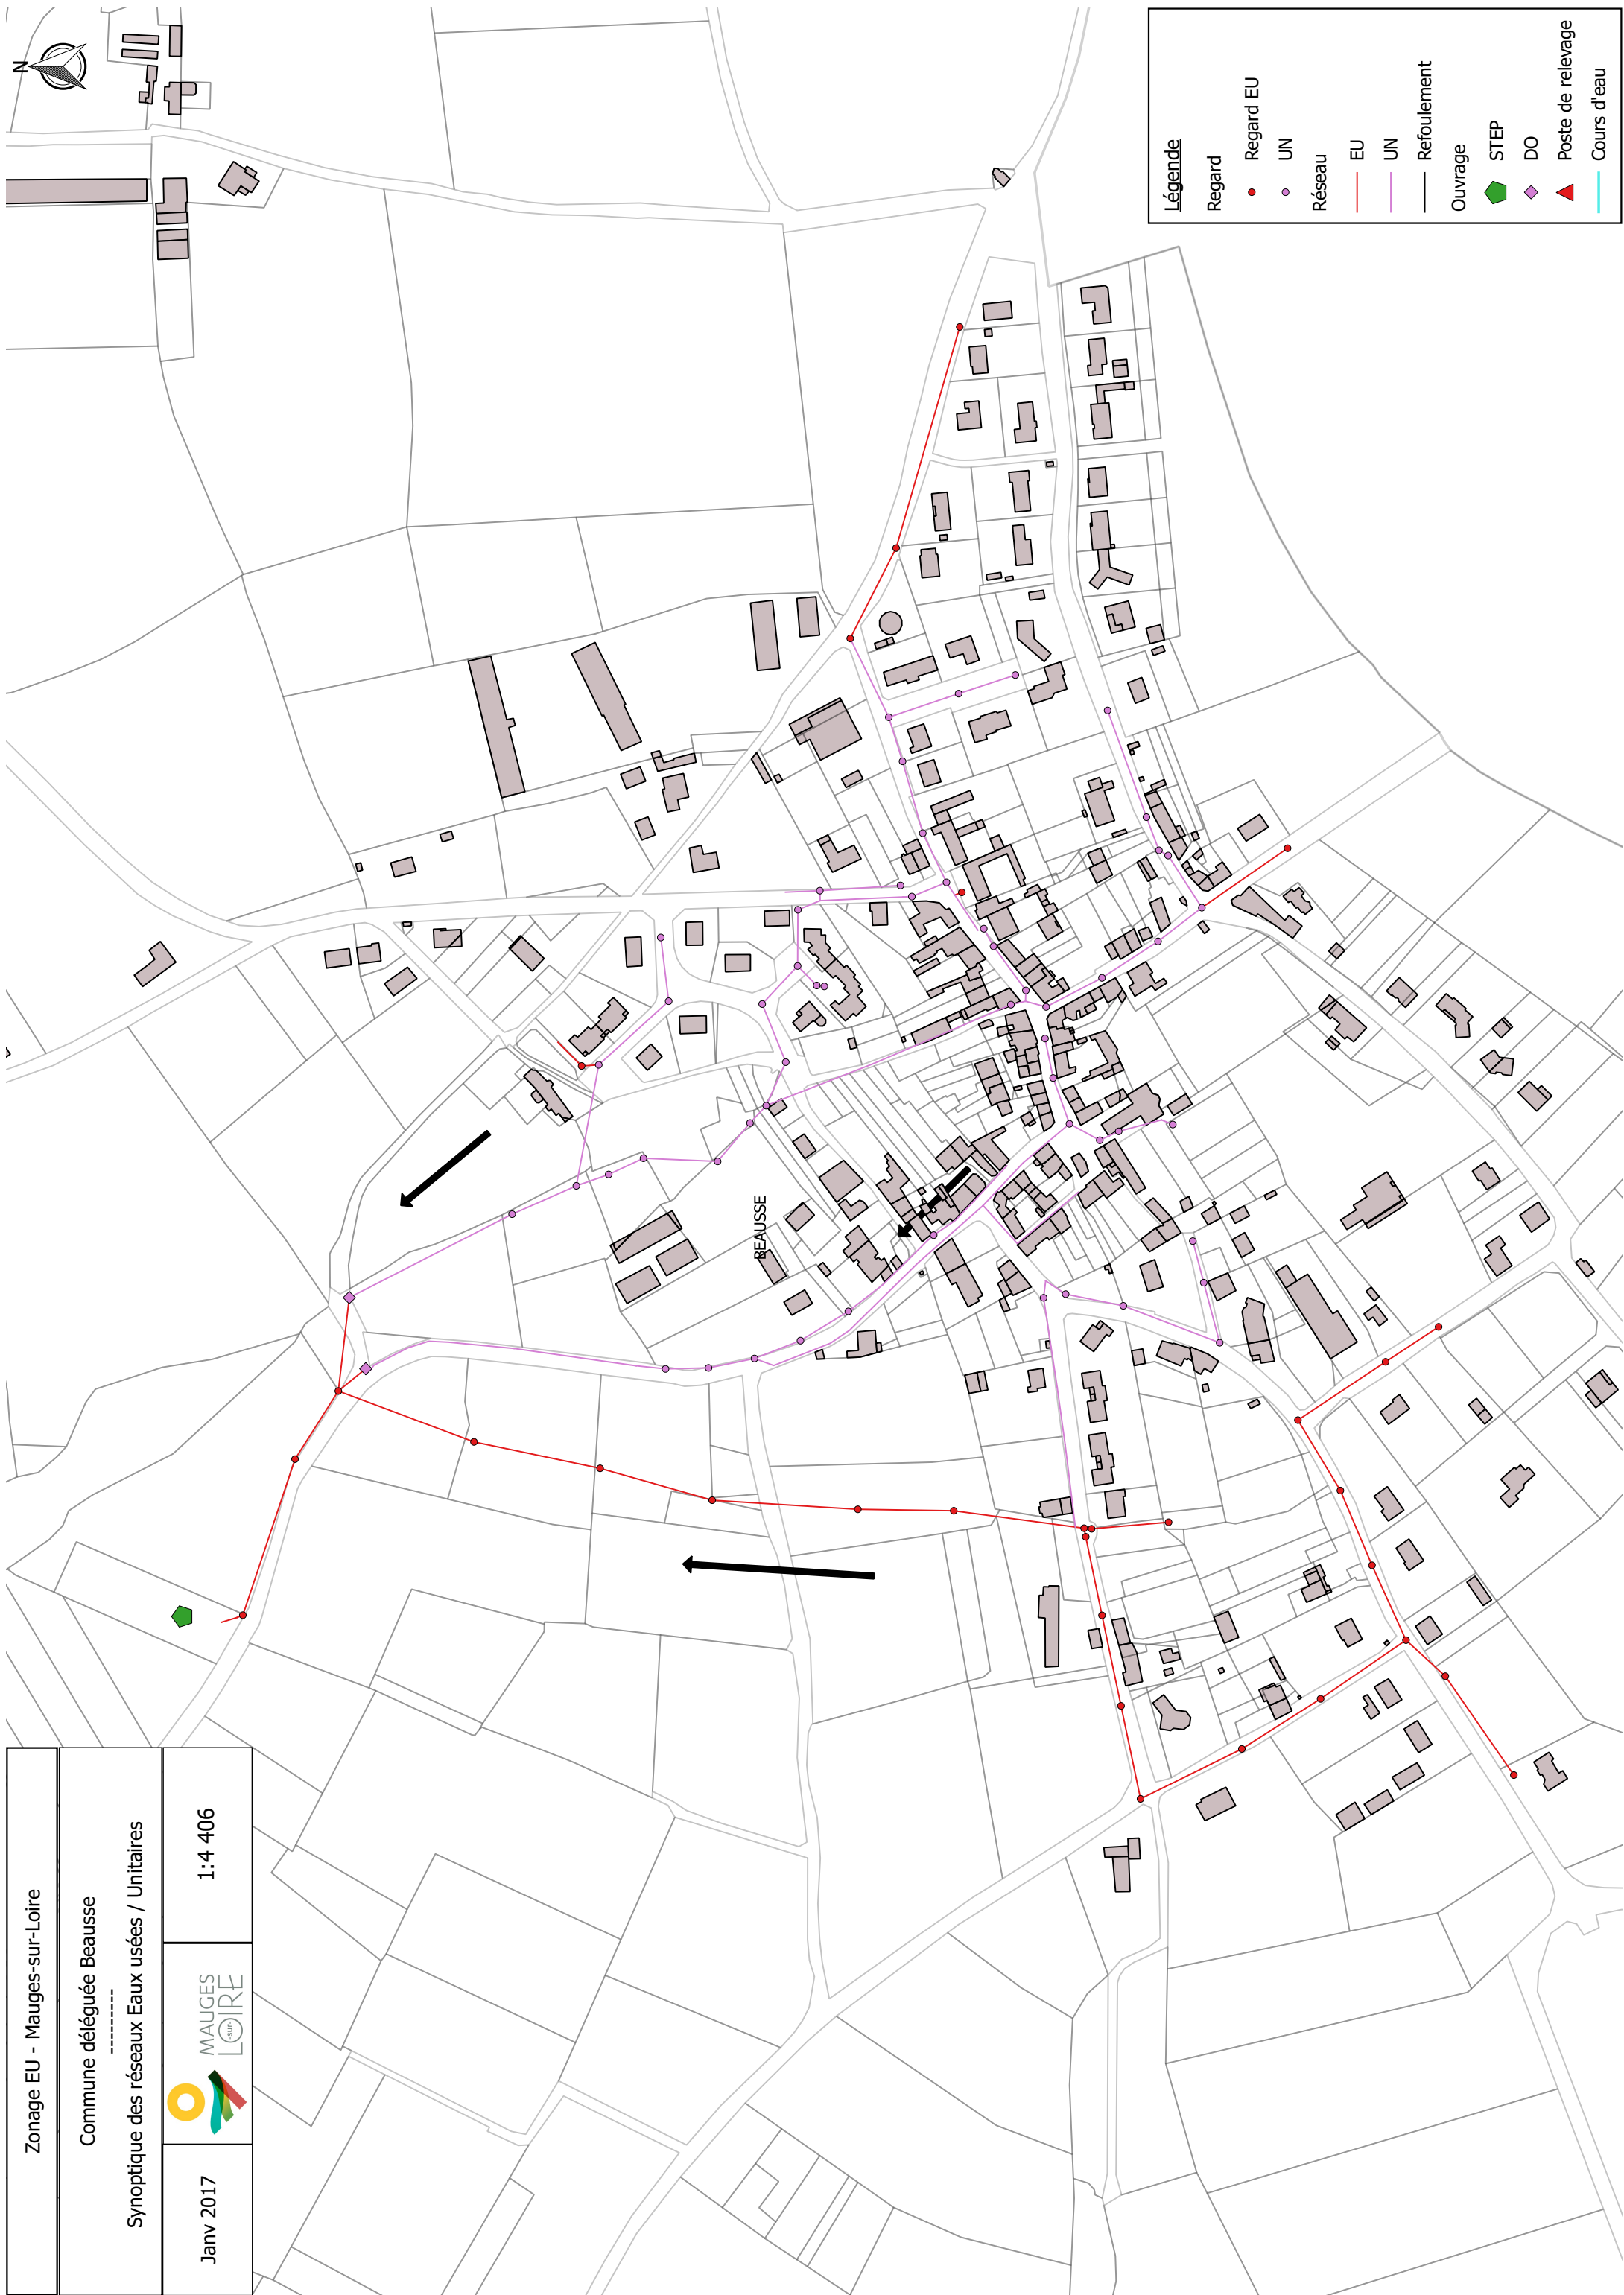 Zonage EU - Mauges-sur-Loire
Commune déléguée Beausse
----------
Synoptique des réseaux Eaux usées / Unitaires
Janv 2017
MAUGES
L-sur-OIRE
1:4 406
BEAUSSE
N
Légende
Regard
Regard EU
UN
Réseau
EU
UN
Refoulement
Ouvrage
STEP
DO
Poste de relevage
Cours d'eau